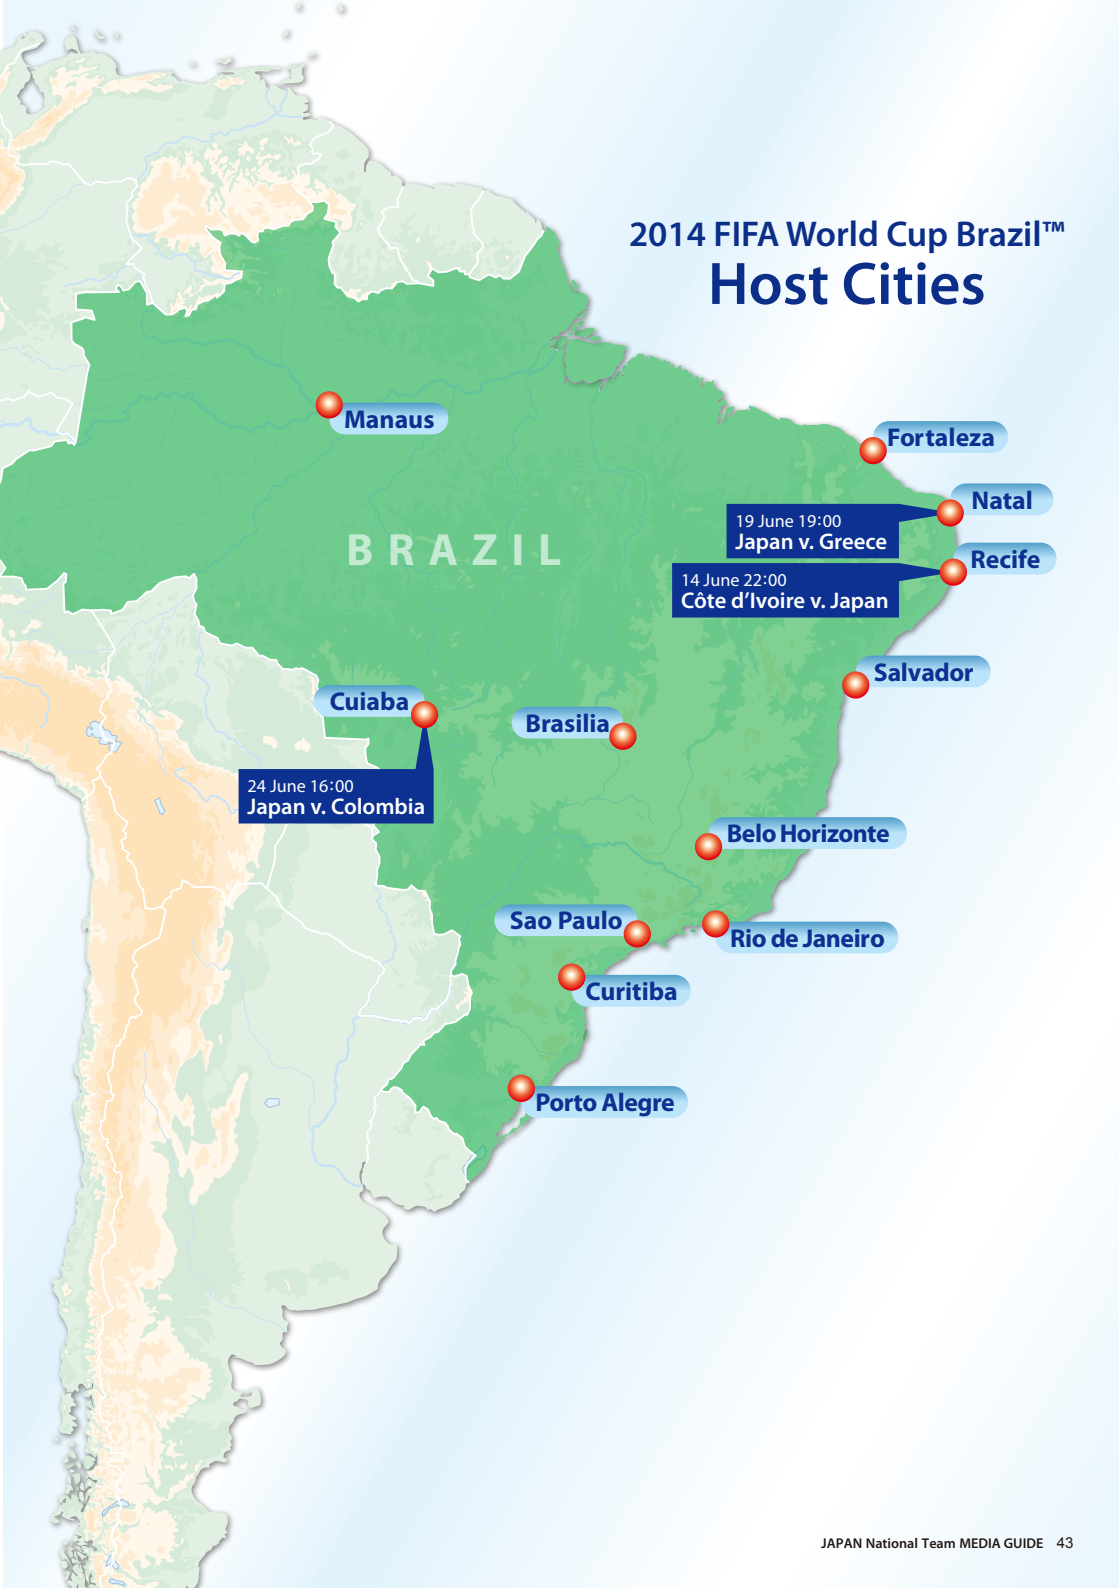 2014 FIFA World Cup Brazil™
Host Cities
Manaus
Fortaleza
Natal
19 June 19:00
Japan v. Greece
BRAZIL
Recife
14 June 22:00
Côte d’Ivoire v. Japan
Salvador
Cuiaba
Brasilia
24 June 16:00
Japan v. Colombia
Belo Horizonte
Sao Paulo
Rio de Janeiro
Curitiba
Porto Alegre
JAPAN National Team MEDIA GUIDE 43